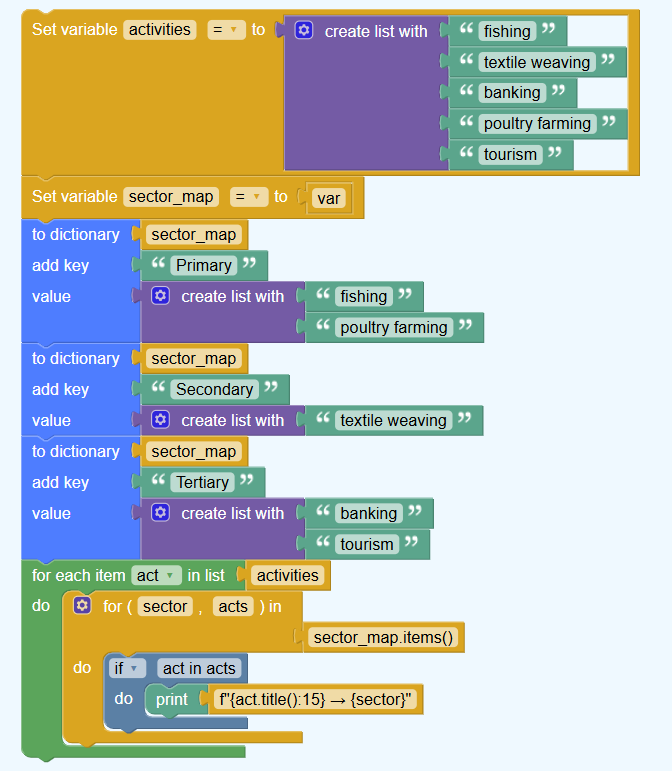 Set variable activities = to create list with “ fishing ”
“ textile weaving ”
“ banking ”
“ poultry farming ”
“ tourism ”
Set variable sector_map = to var
to dictionary sector_map
add key “ Primary ”
value create list with “ fishing ”
“ poultry farming ”
to dictionary sector_map
add key “ Secondary ”
value create list with “ textile weaving ”
to dictionary sector_map
add key “ Tertiary ”
value create list with “ banking ”
“ tourism ”
for each item act in list activities
do for ( sector , acts ) in
sector_map.items()
do if act in acts
do print f"{act.title():15} → {sector}"